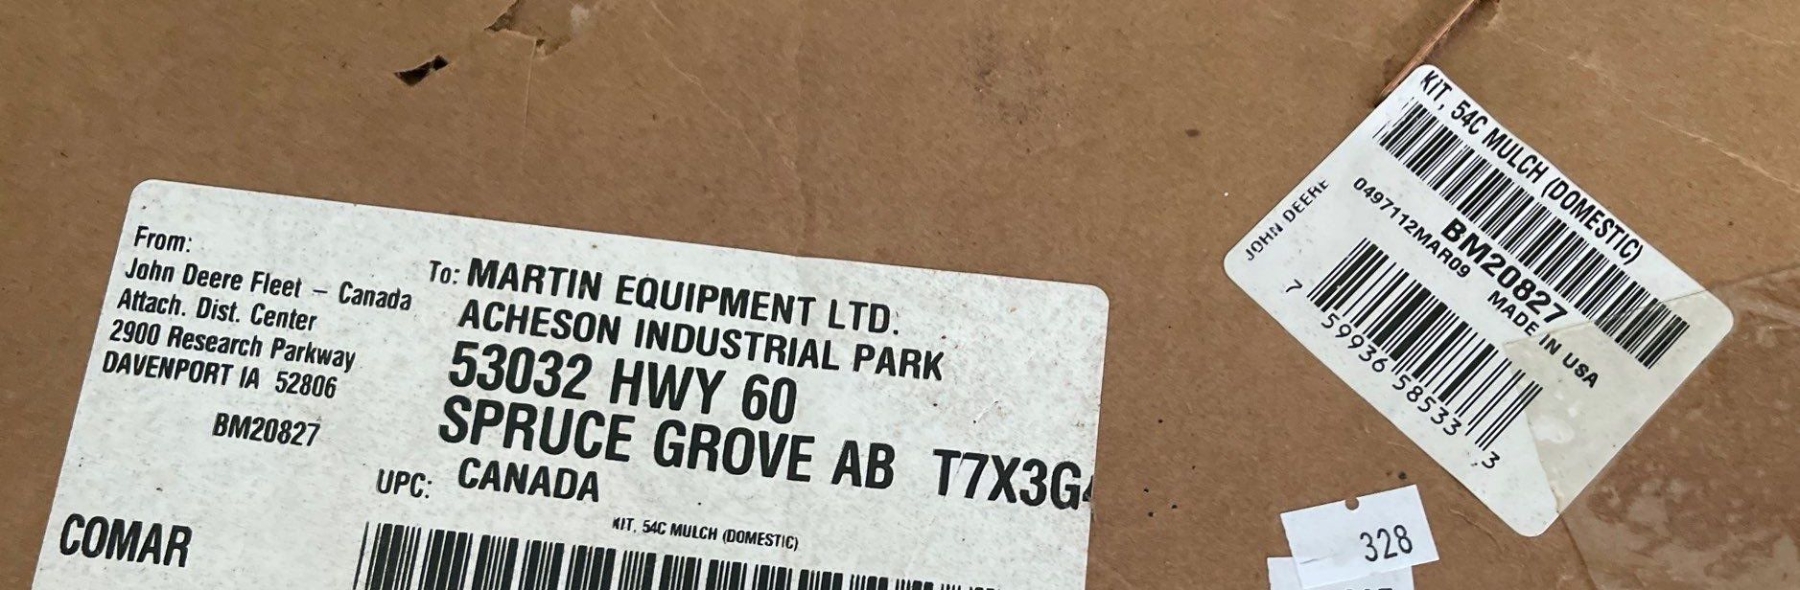 From:
John Deere Fleet – Canada
Attach. Dist. Center
2900 Research Parkway
DAVENPORT IA 52806
BM20827
To: MARTIN EQUIPMENT LTD.
ACHESON INDUSTRIAL PARK
53032 HWY 60
SPRUCE GROVE AB T7X3G
CANADA
UPC:
KIT, 54C MULCH (DOMESTIC)
COMAR
KIT, 54C MULCH (DOMESTIC)
JOHN DEERE
BM20827
0497112MAR09 MADE IN USA
7 59936 58533 3
328